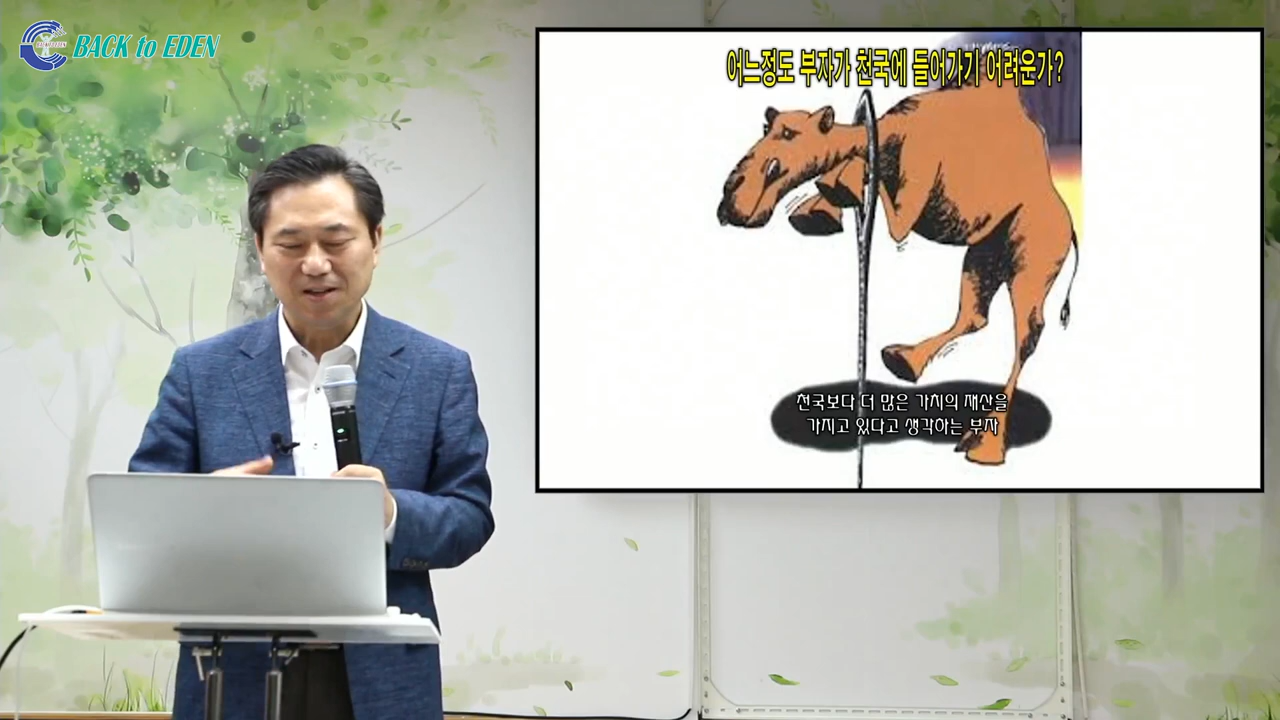 BACK to EDEN
어느정도 부자가 천국에 들어가기 어려운가?
천국보다 더 많은 가치의 재산을
가지고 있다고 생각하는 부자